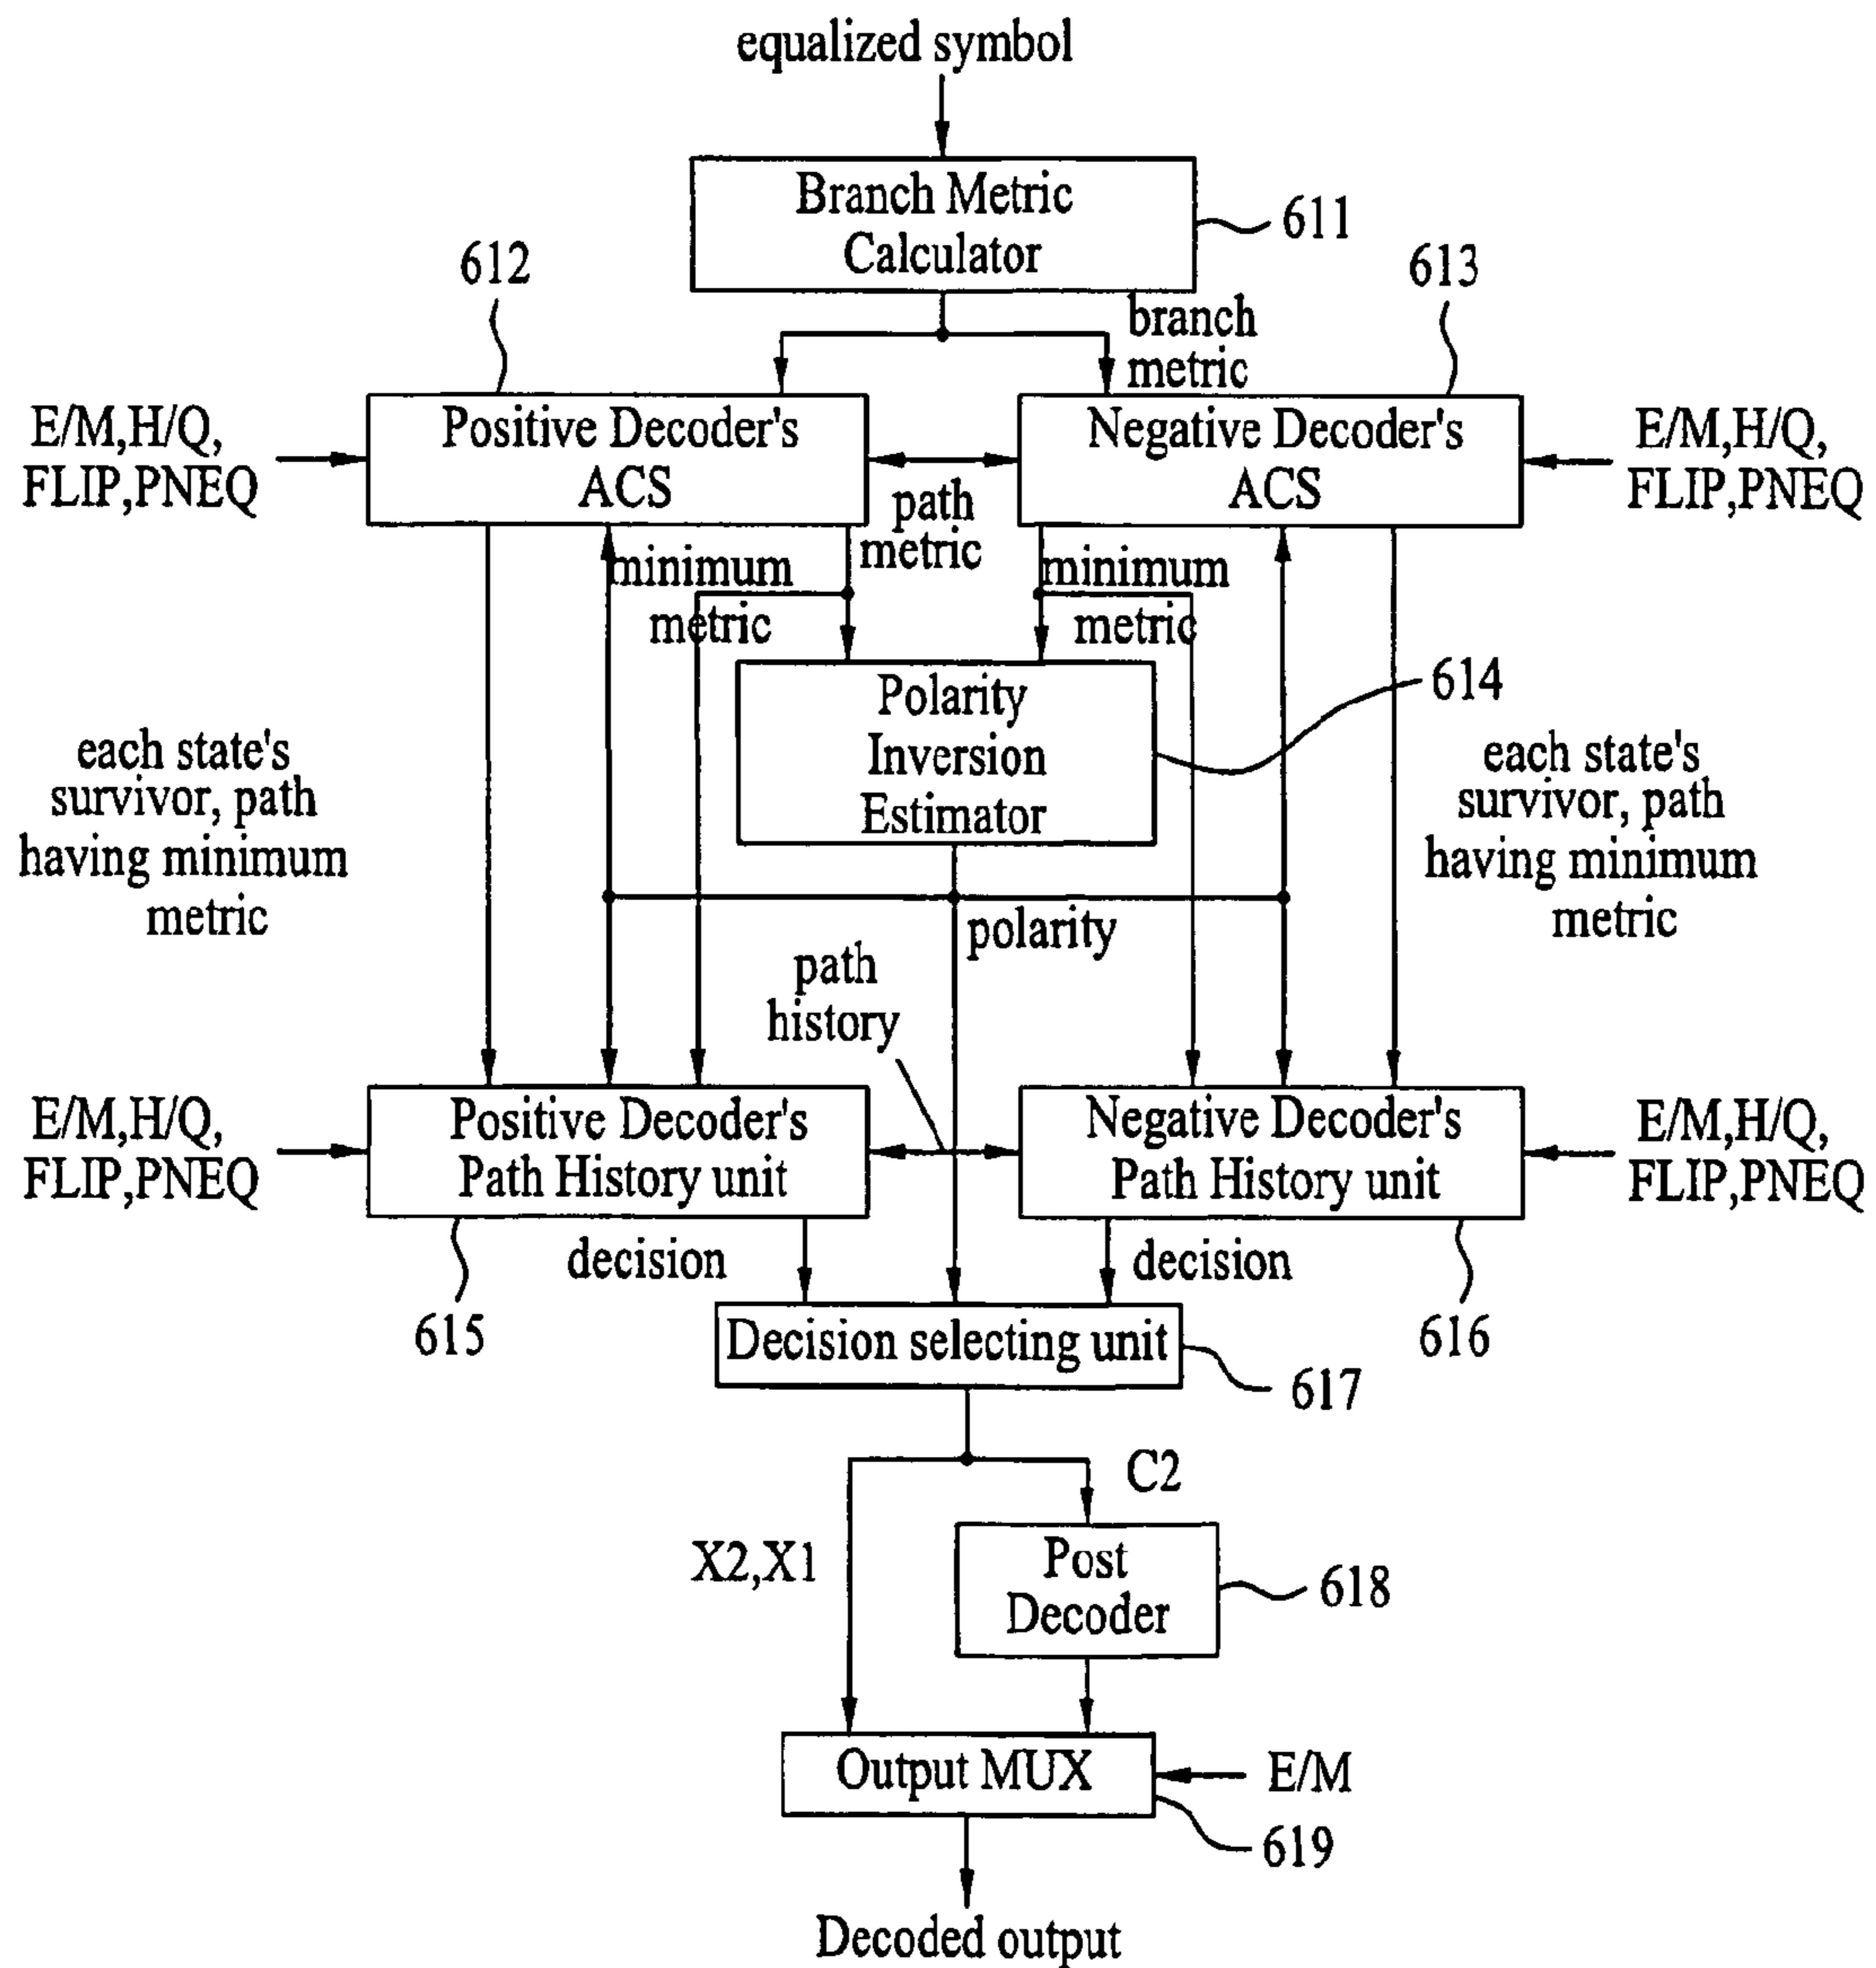 equalized symbol
Branch Metric
Calculator
611
612
613
branch
metric
E/M,H/Q,
FLIP,PNEQ
Positive Decoder's
ACS
Negative Decoder's
ACS
E/M,H/Q,
FLIP,PNEQ
path
metric
minimum
metric
minimum
metric
Polarity
Inversion
Estimator
614
each state's
survivor, path
having minimum
metric
each state's
survivor, path
having minimum
metric
polarity
path
history
E/M,H/Q,
FLIP,PNEQ
Positive Decoder's
Path History unit
Negative Decoder's
Path History unit
E/M,H/Q,
FLIP,PNEQ
decision
decision
615
616
Decision selecting unit
617
C2
X2,X1
Post
Decoder
618
Output MUX
E/M
619
Decoded output